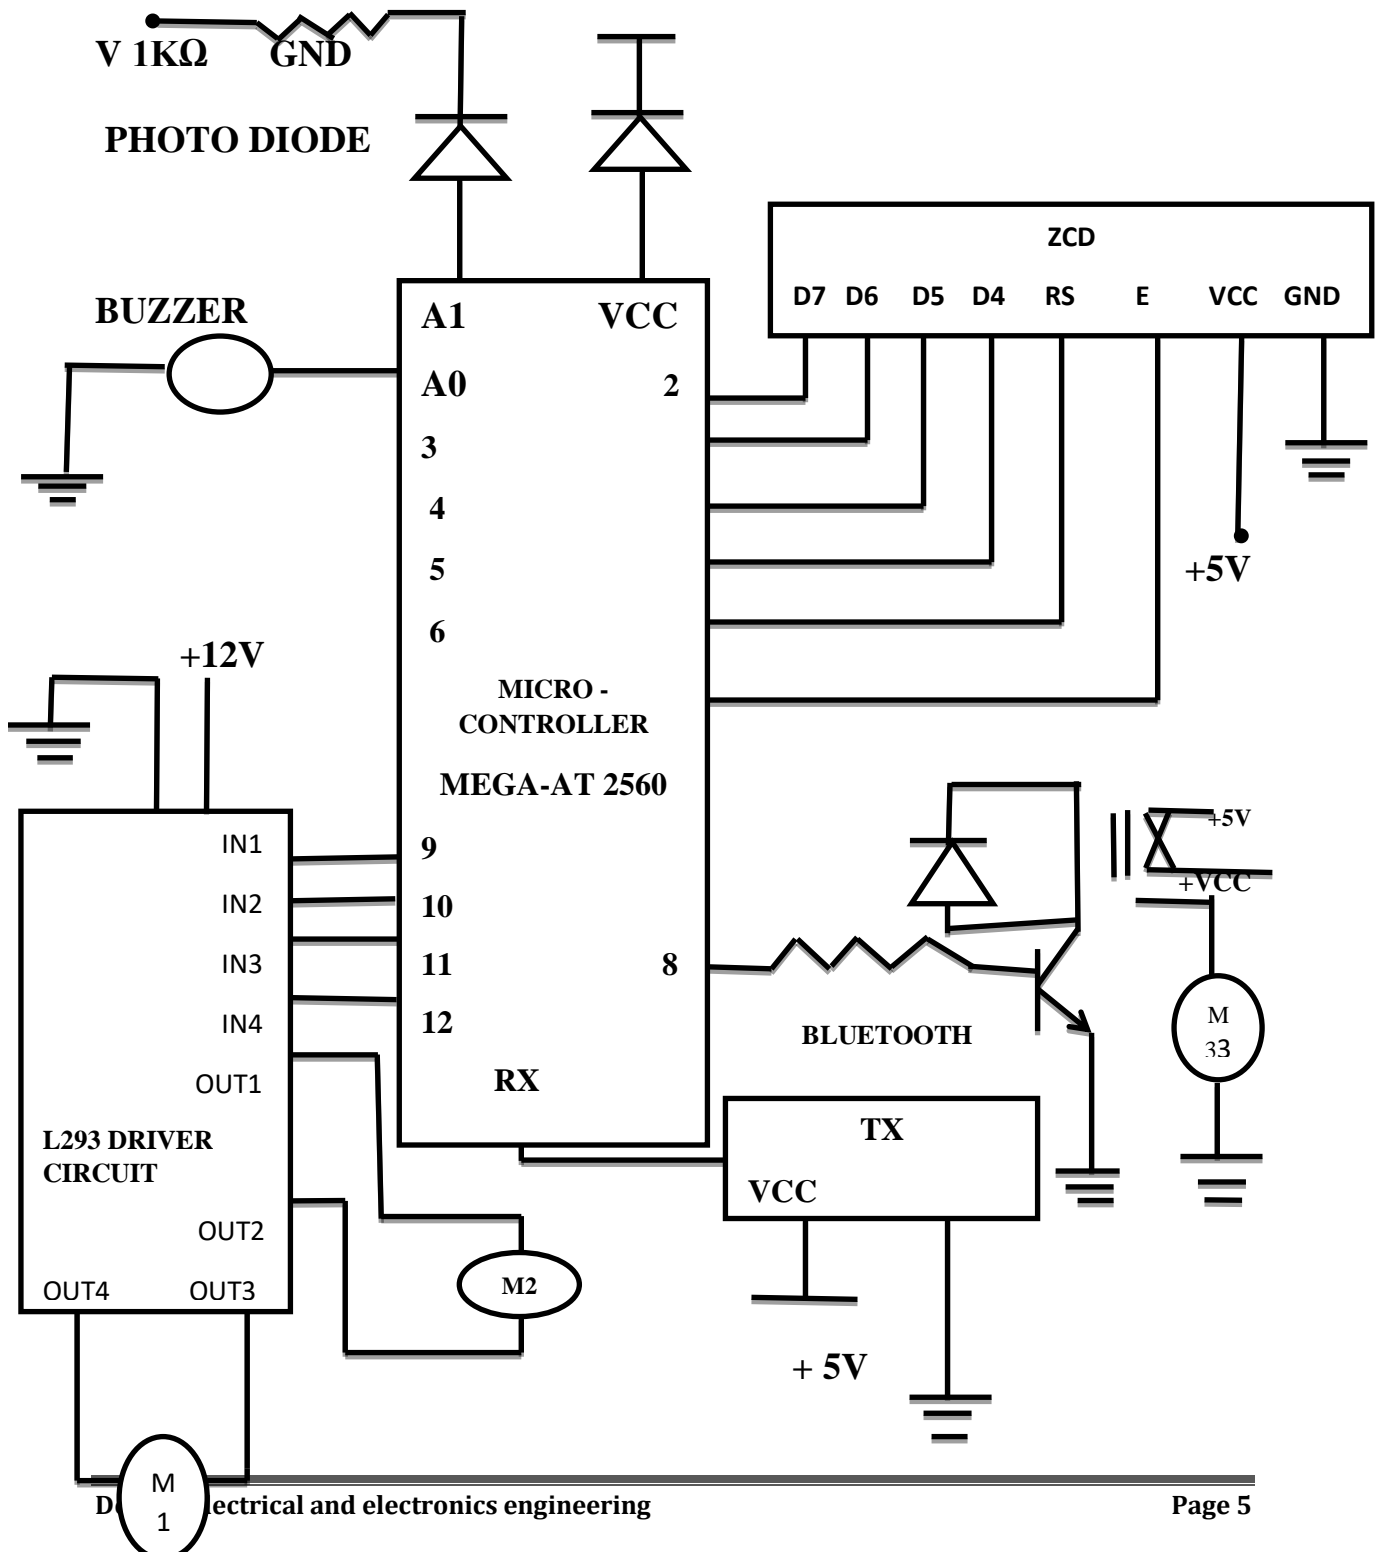 V 1KΩ GND
PHOTO DIODE
ZCD
D7 D6 D5 D4 RS E VCC GND
BUZZER
A1 VCC
A0 2
3
4
5
6
+5V
+12V
MICRO -
CONTROLLER
MEGA-AT 2560
IN1
IN2
IN3
IN4
OUT1
9
10
11 8
12
RX
+5V
+VCC
M
33
BLUETOOTH
L293 DRIVER
CIRCUIT
OUT2
OUT4 OUT3
TX
VCC
M2
+ 5V
M
1
lectrical and electronics engineering Page 5